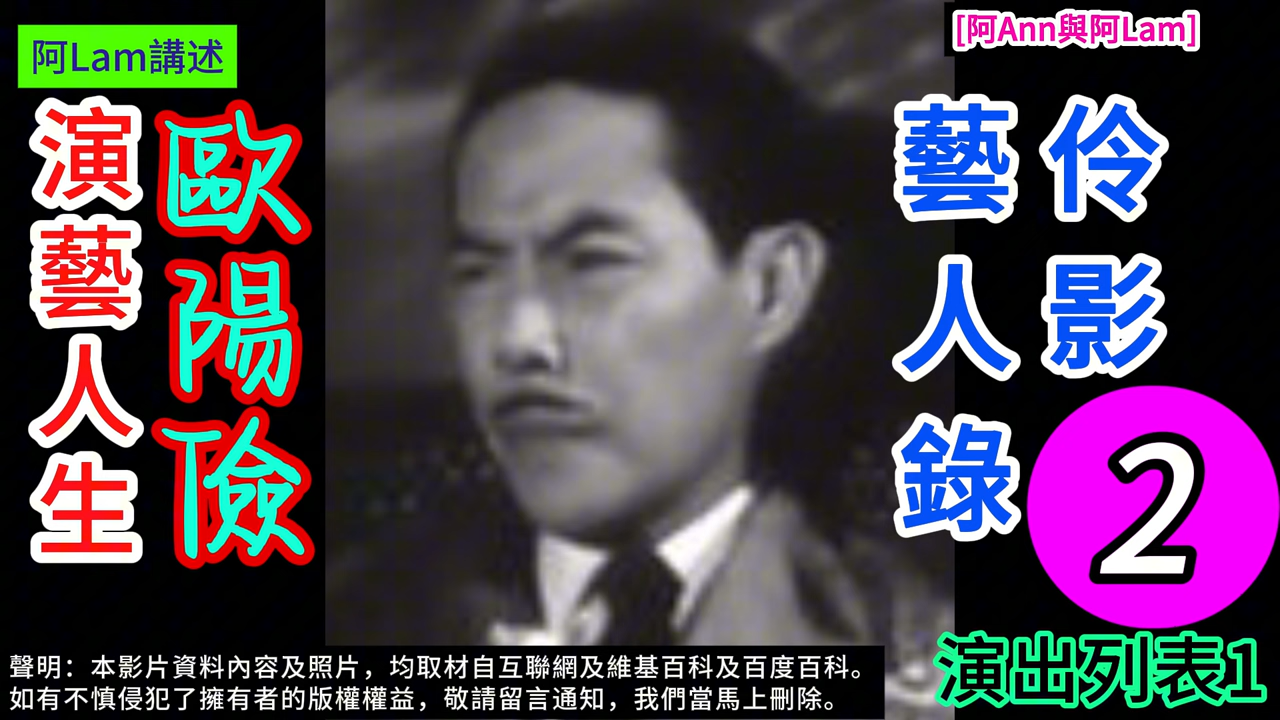 阿Lam講述
[阿Ann與阿Lam]
歐陽儉
演藝人生
伶影
藝人錄
2
演出列表1
聲明：本影片資料內容及照片，均取材自互聯網及維基百科及百度百科。
如有不慎侵犯了擁有者的版權權益，敬請留言通知，我們當馬上刪除。